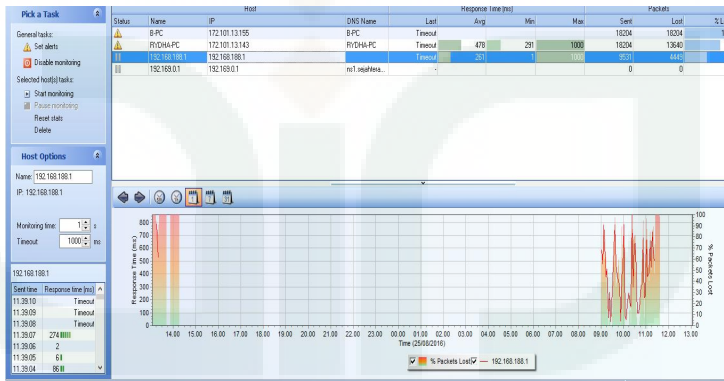 Pick a Task
General tasks:
Set alerts
Disable monitoring
Selected host(s) tasks:
Start monitoring
Pause monitoring
Reset stats
Delete
Host Options
Name: 192.168.188.1
IP: 192.168.188.1
Monitoring time: 1 s
Timeout: 1000 ms
192.168.188.1
Sent time Response time (ms)
11.39.10 Timeout
11.39.09 Timeout
11.39.08 Timeout
11.39.07 274
11.39.06 2
11.39.05 6
11.39.04 86
Host Response Time (ms) Packets
Status Name IP DNS Name Last Avg Min Max Sent Lost
B-PC 172.101.13.155 B-PC Timeout 18204 18204
RYDHA-PC 172.101.13.143 RYDHA-PC Timeout 478 291 1000 18204 13640
192.168.188.1 192.168.188.1 Timeout 261 1 1000 9531 4449
192.169.0.1 192.169.0.1 ns1.sejahtera... - 0 0
Response Time (ms)
800
700
600
500
400
300
200
100
0
100
90
80
70
60
50
40
30
20
10
0
% Packets Lost
14.00 15.00 16.00 17.00 18.00 19.00 20.00 21.00 22.00 23.00 00.00 01.00 02.00 03.00 04.00 05.00 06.00 07.00 08.00 09.00 10.00 11.00 12.00 13.00
Time (25/08/2016)
% Packets Lost 192.168.188.1